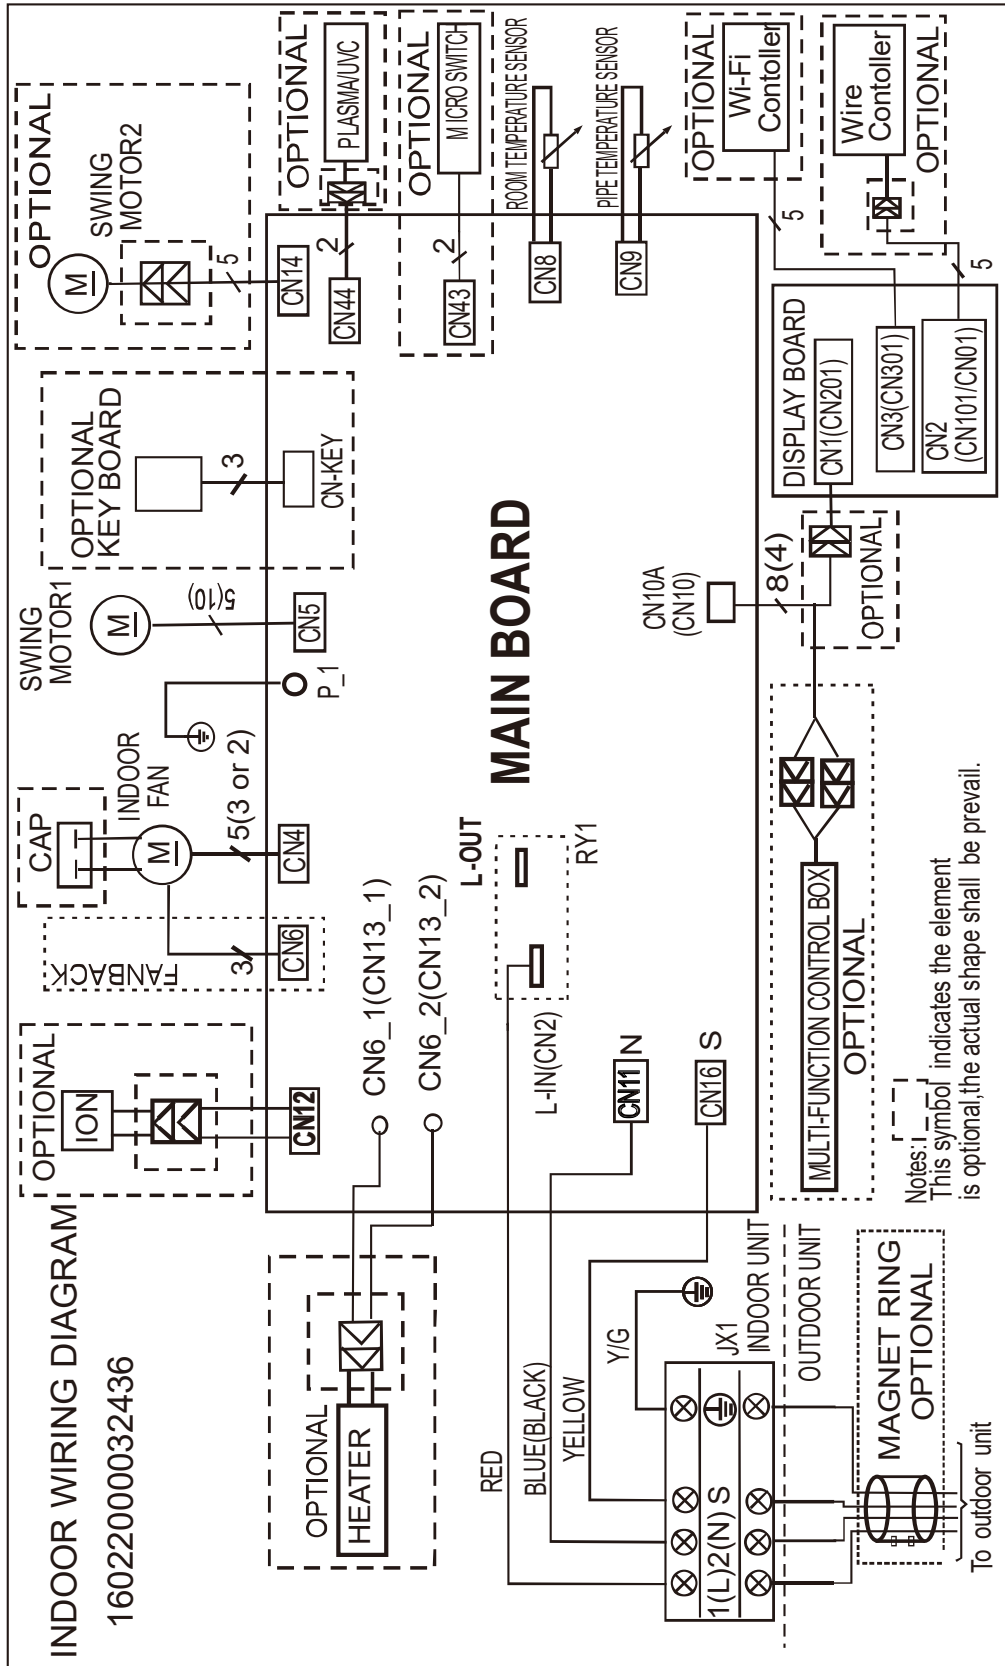 INDOOR WIRING DIAGRAM
16022000032436
OPTIONAL
ION
CN12
FANBACK
3
CN6
CAP
INDOOR
FAN
M
5(3 or 2)
CN4
P_1
SWING
MOTOR1
M
5(10)
CN5
OPTIONAL
KEY BOARD
3
CN-KEY
OPTIONAL
SWING
MOTOR2
M
5
CN14
OPTIONAL
PLASMA/UVC
2
CN44
OPTIONAL
MICRO SWITCH
2
CN43
ROOM TEMPERATURE SENSOR
CN8
PIPE TEMPERATURE SENSOR
CN9
OPTIONAL
Wi-Fi
Contoller
5
Wire
Contoller
OPTIONAL
5
DISPLAY BOARD
CN1(CN201)
CN3(CN301)
CN2
(CN101/CN01)
OPTIONAL
8(4)
CN10A
(CN10)
MAIN BOARD
CN6_1(CN13_1)
CN6_2(CN13_2)
L-OUT
RY1
L-IN(CN2)
CN11
N
CN16
S
OPTIONAL
HEATER
RED
BLUE(BLACK)
YELLOW
Y/G
JX1
INDOOR UNIT
OUTDOOR UNIT
1(L)2(N) S
MAGNET RING
OPTIONAL
To outdoor unit
MULTI-FUNCTION CONTROL BOX
OPTIONAL
Notes:
This symbol indicates the element
is optional,the actual shape shall be prevail.